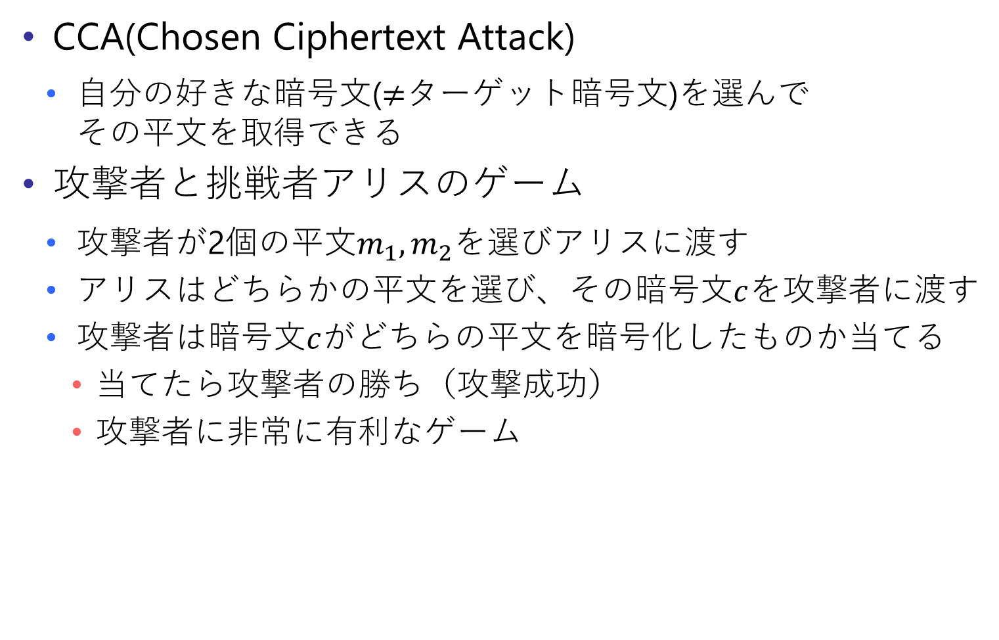 • CCA(Chosen Ciphertext Attack)
• 自分の好きな暗号文(≠ターゲット暗号文)を選んで
その平文を取得できる
• 攻撃者と挑戦者アリスのゲーム
• 攻撃者が2個の平文m₁, m₂を選びアリスに渡す
• アリスはどちらかの平文を選び、その暗号文cを攻撃者に渡す
• 攻撃者は暗号文cがどちらの平文を暗号化したものか当てる
• 当てたら攻撃者の勝ち（攻撃成功）
• 攻撃者に非常に有利なゲーム